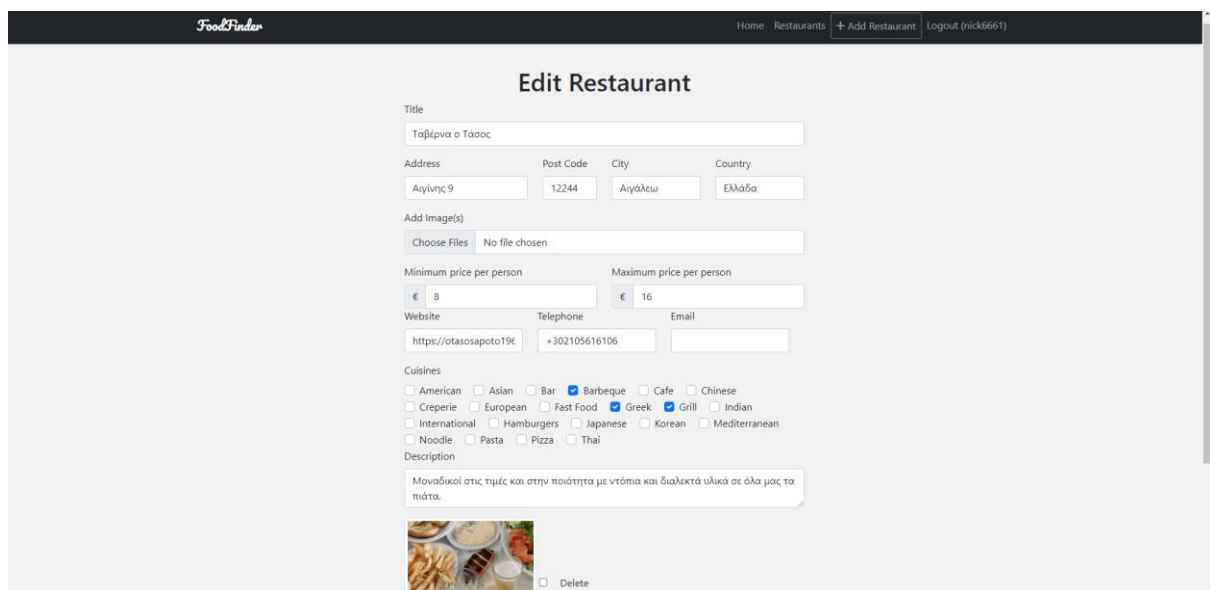 FoodFinder Home Restaurants + Add Restaurant Logout (nick6661)
Edit Restaurant
Title
Ταβέρνα ο Τάσος
Address Post Code City Country
Αιγίνης 9 12244 Αιγάλεω Ελλάδα
Add Image(s)
Choose Files No file chosen
Minimum price per person Maximum price per person
€ 8 € 16
Website Telephone Email
https://otasosapoto196 +302105616106
Cuisines
American Asian Bar Barbeque Cafe Chinese
Creperie European Fast Food Greek Grill Indian
International Hamburgers Japanese Korean Mediterranean
Noodle Pasta Pizza Thai
Description
Μοναδικοί στις τιμές και στην ποιότητα με ντόπια και διαλεκτά υλικά σε όλα μας τα
πιάτα.
Delete